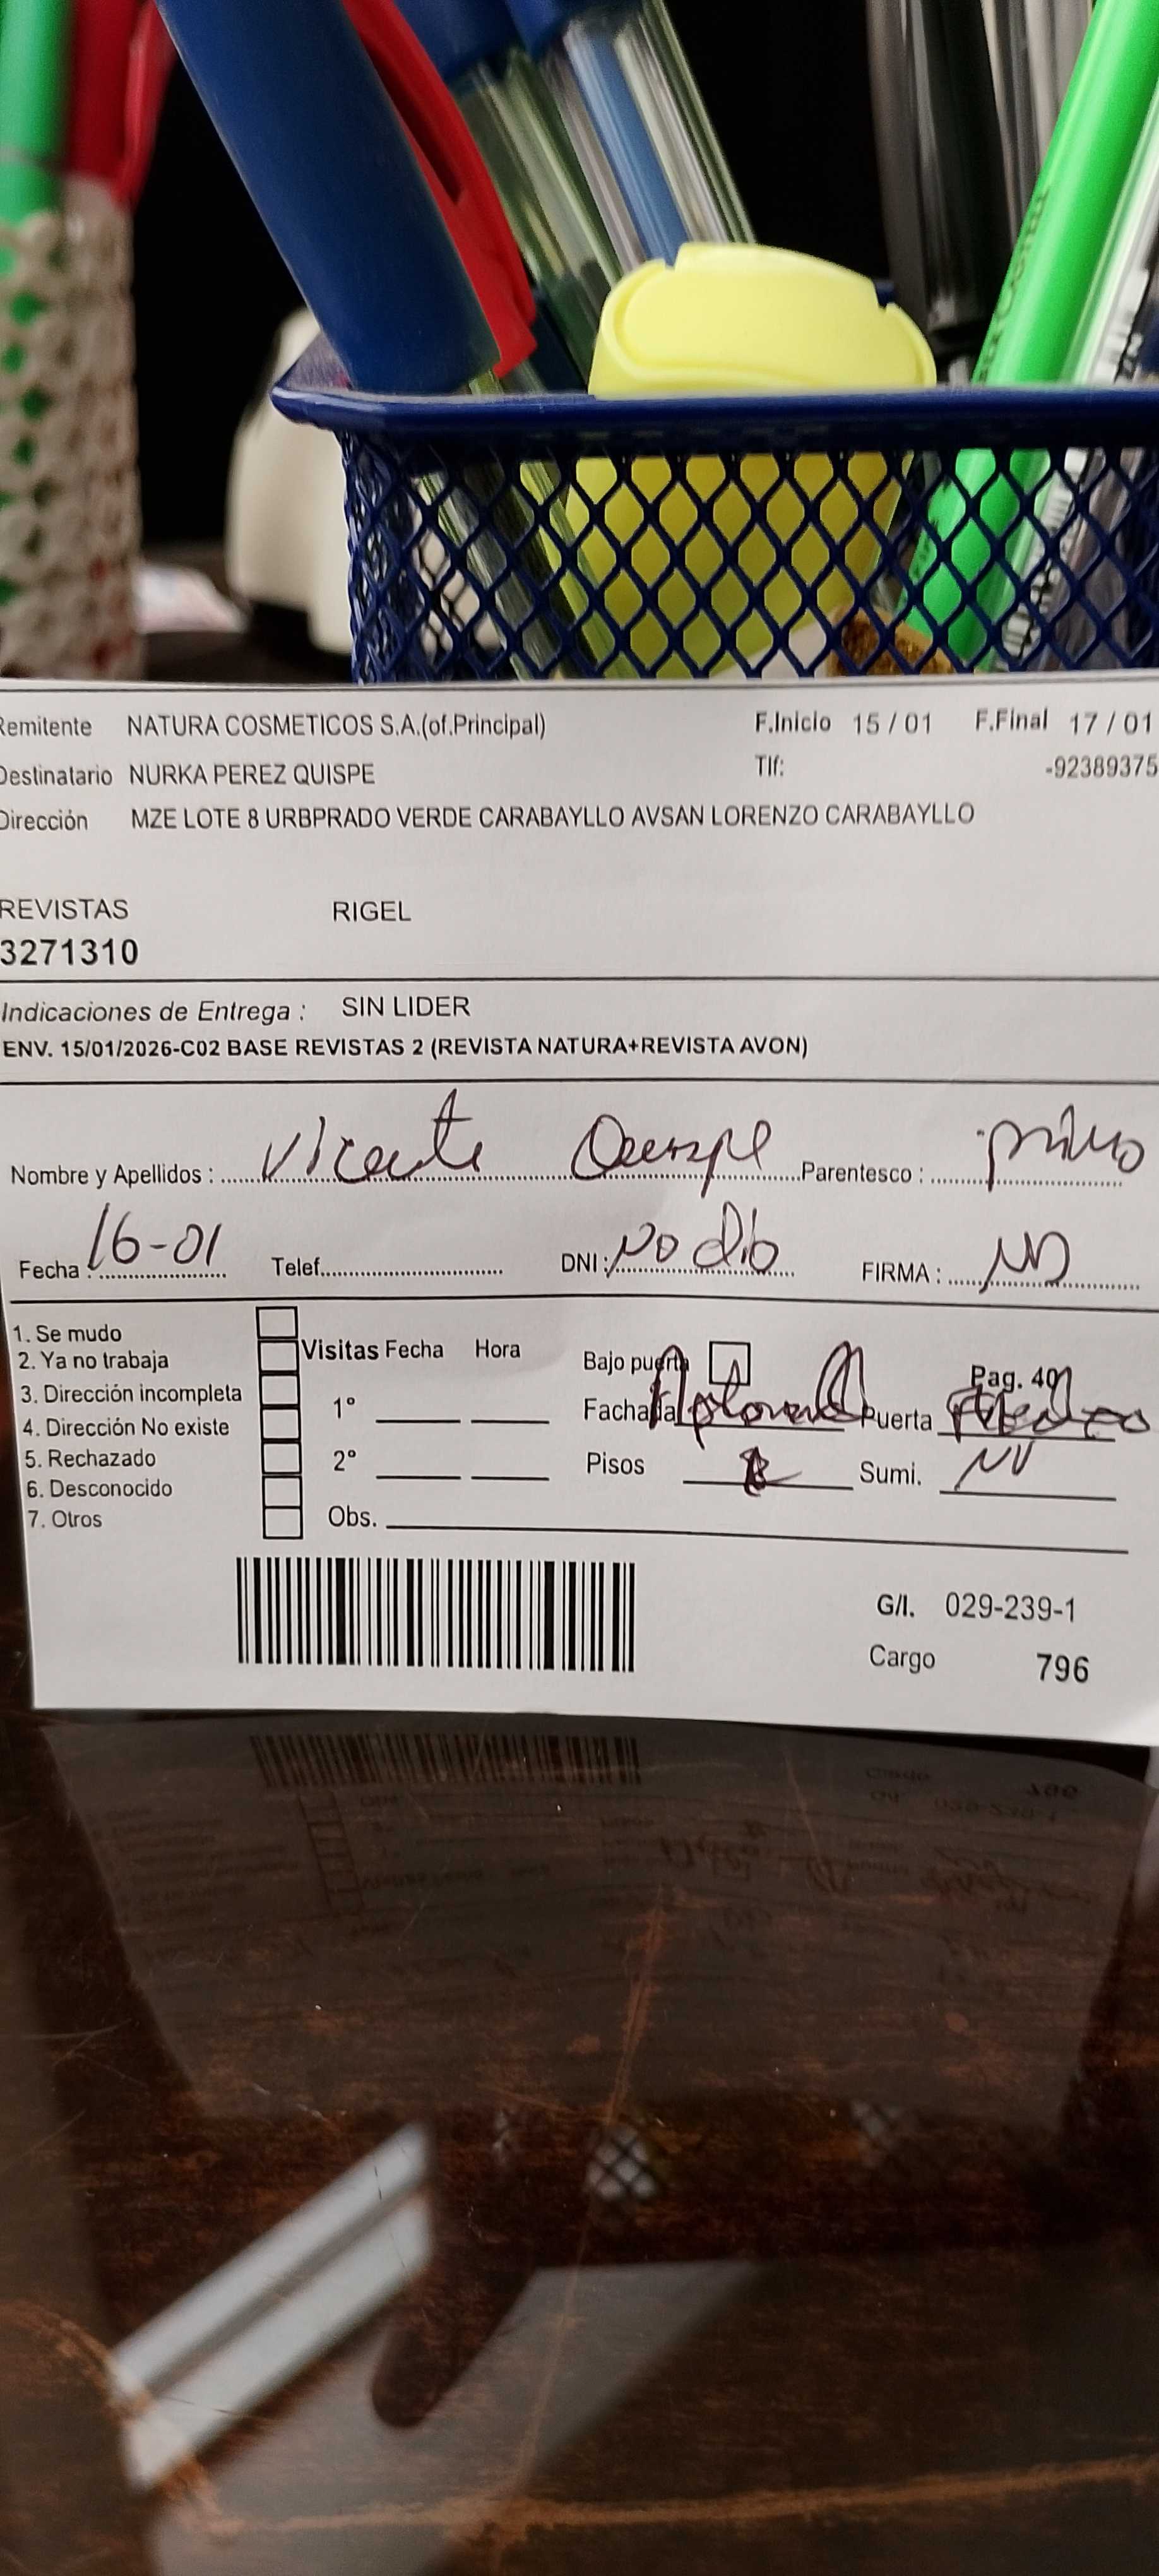 Remitente NATURA COSMETICOS S.A.(of.Principal) F.Inicio 15 / 01 F.Final 17 / 01
Destinatario NURKA PEREZ QUISPE Tlf: -92389375
Dirección MZE LOTE 8 URBPRADO VERDE CARABAYLLO AVSAN LORENZO CARABAYLLO
REVISTAS RIGEL
3271310
Indicaciones de Entrega : SIN LIDER
ENV. 15/01/2026-C02 BASE REVISTAS 2 (REVISTA NATURA+REVISTA AVON)
Nombre y Apellidos : Vicente Quispe Parentesco : primo
Fecha : 16-01 Telef. DNI : No dio FIRMA :
1. Se mudo
2. Ya no trabaja
3. Dirección incompleta
4. Dirección No existe
5. Rechazado
6. Desconocido
7. Otros
Visitas Fecha Hora
1°
2°
Obs.
Bajo puerta Pag. 40
Fachada Puerta
Pisos Sumi.
G/I. 029-239-1
Cargo 796